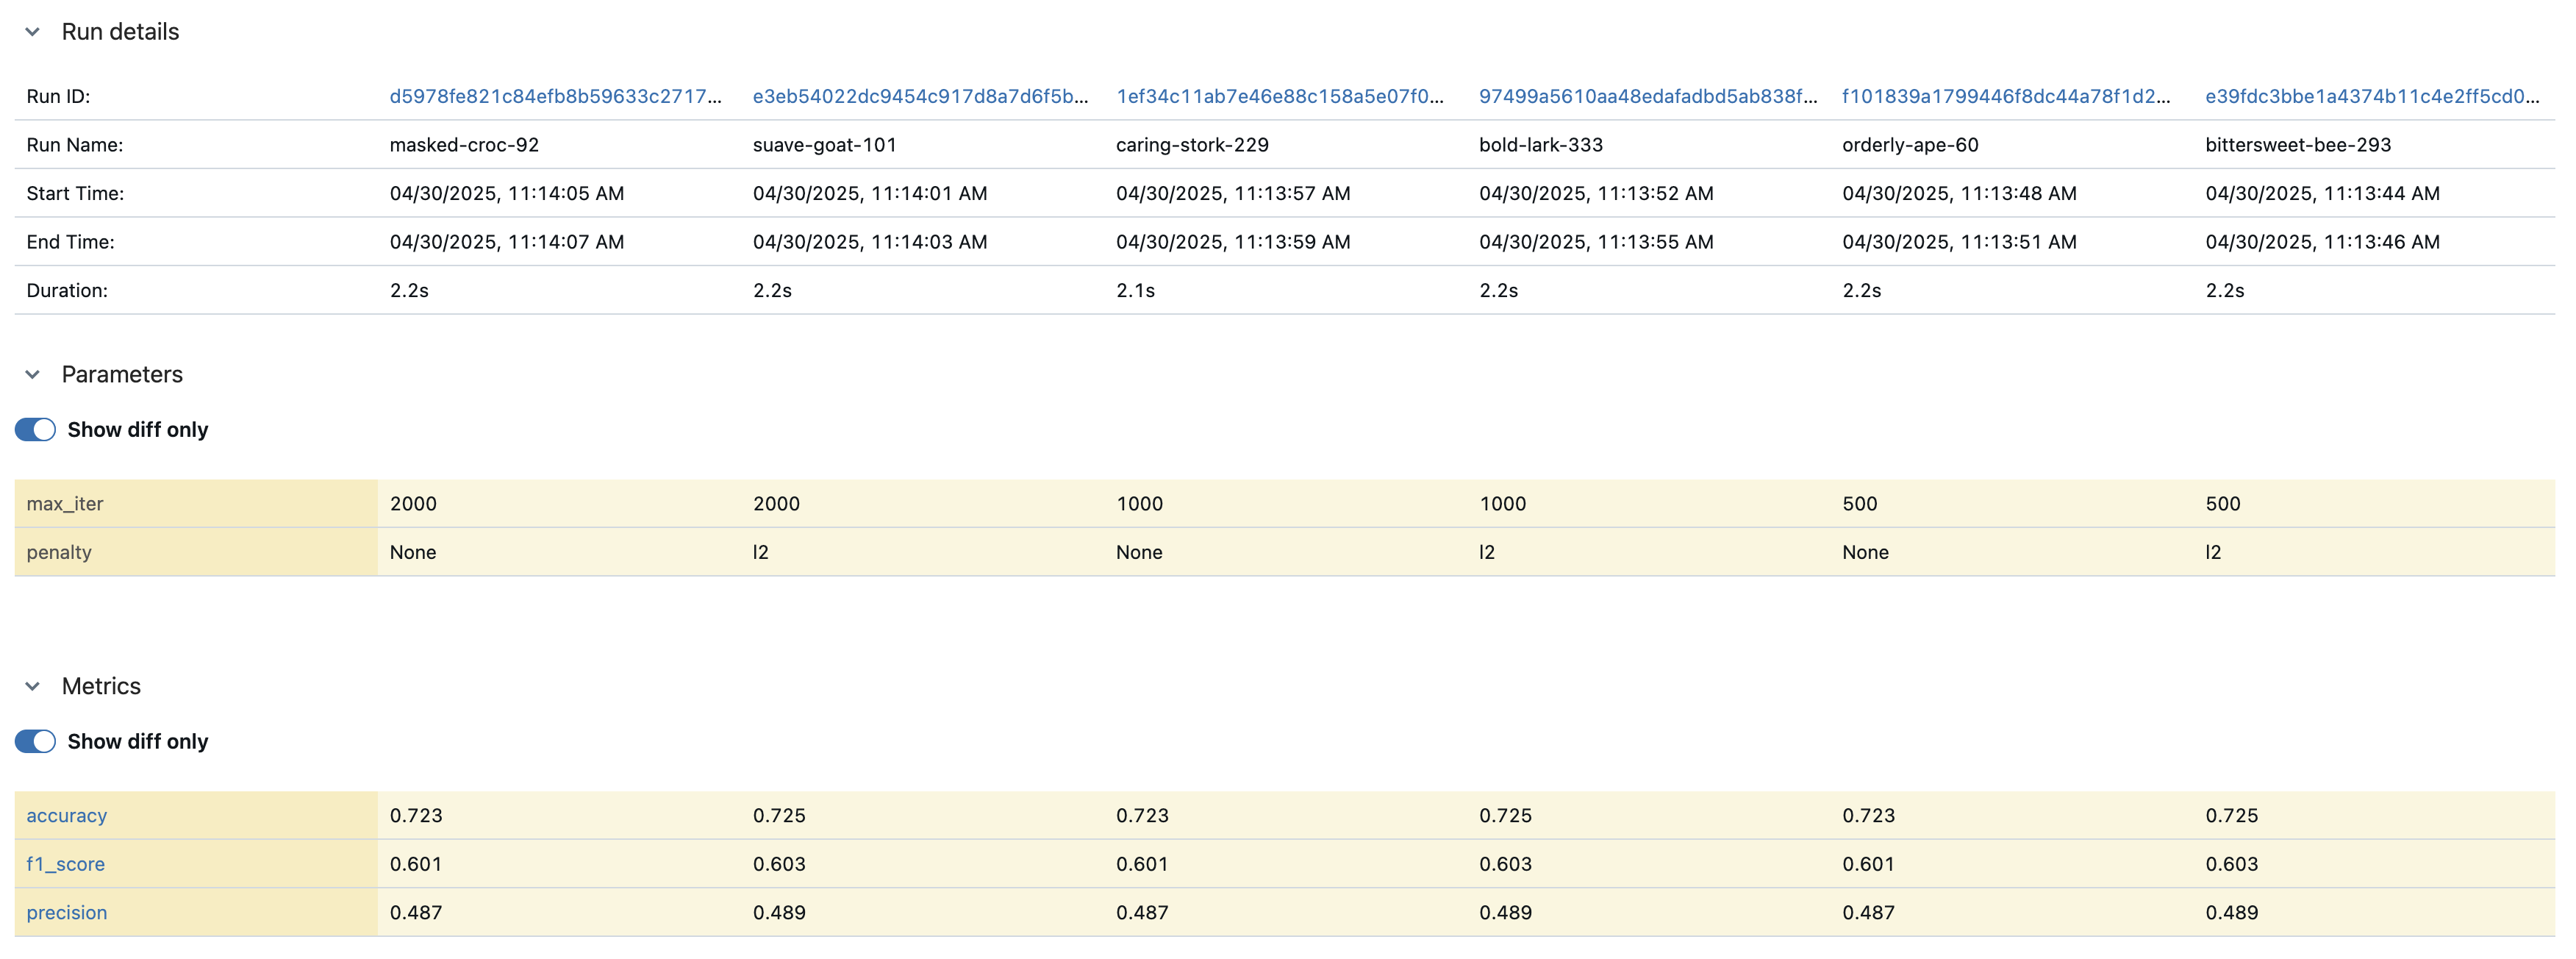 Run details
Run ID: d5978fe821c84efb8b59633c2717... e3eb54022dc9454c917d8a7d6f5b... 1ef34c11ab7e46e88c158a5e07f0... 97499a5610aa48edafadbd5ab838f... f101839a1799446f8dc44a78f1d2... e39fdc3bbe1a4374b11c4e2ff5cd0...
Run Name: masked-croc-92 suave-goat-101 caring-stork-229 bold-lark-333 orderly-ape-60 bittersweet-bee-293
Start Time: 04/30/2025, 11:14:05 AM 04/30/2025, 11:14:01 AM 04/30/2025, 11:13:57 AM 04/30/2025, 11:13:52 AM 04/30/2025, 11:13:48 AM 04/30/2025, 11:13:44 AM
End Time: 04/30/2025, 11:14:07 AM 04/30/2025, 11:14:03 AM 04/30/2025, 11:13:59 AM 04/30/2025, 11:13:55 AM 04/30/2025, 11:13:51 AM 04/30/2025, 11:13:46 AM
Duration: 2.2s 2.2s 2.1s 2.2s 2.2s 2.2s
Parameters
Show diff only
max_iter 2000 2000 1000 1000 500 500
penalty None l2 None l2 None l2
Metrics
Show diff only
accuracy 0.723 0.725 0.723 0.725 0.723 0.725
f1_score 0.601 0.603 0.601 0.603 0.601 0.603
precision 0.487 0.489 0.487 0.489 0.487 0.489